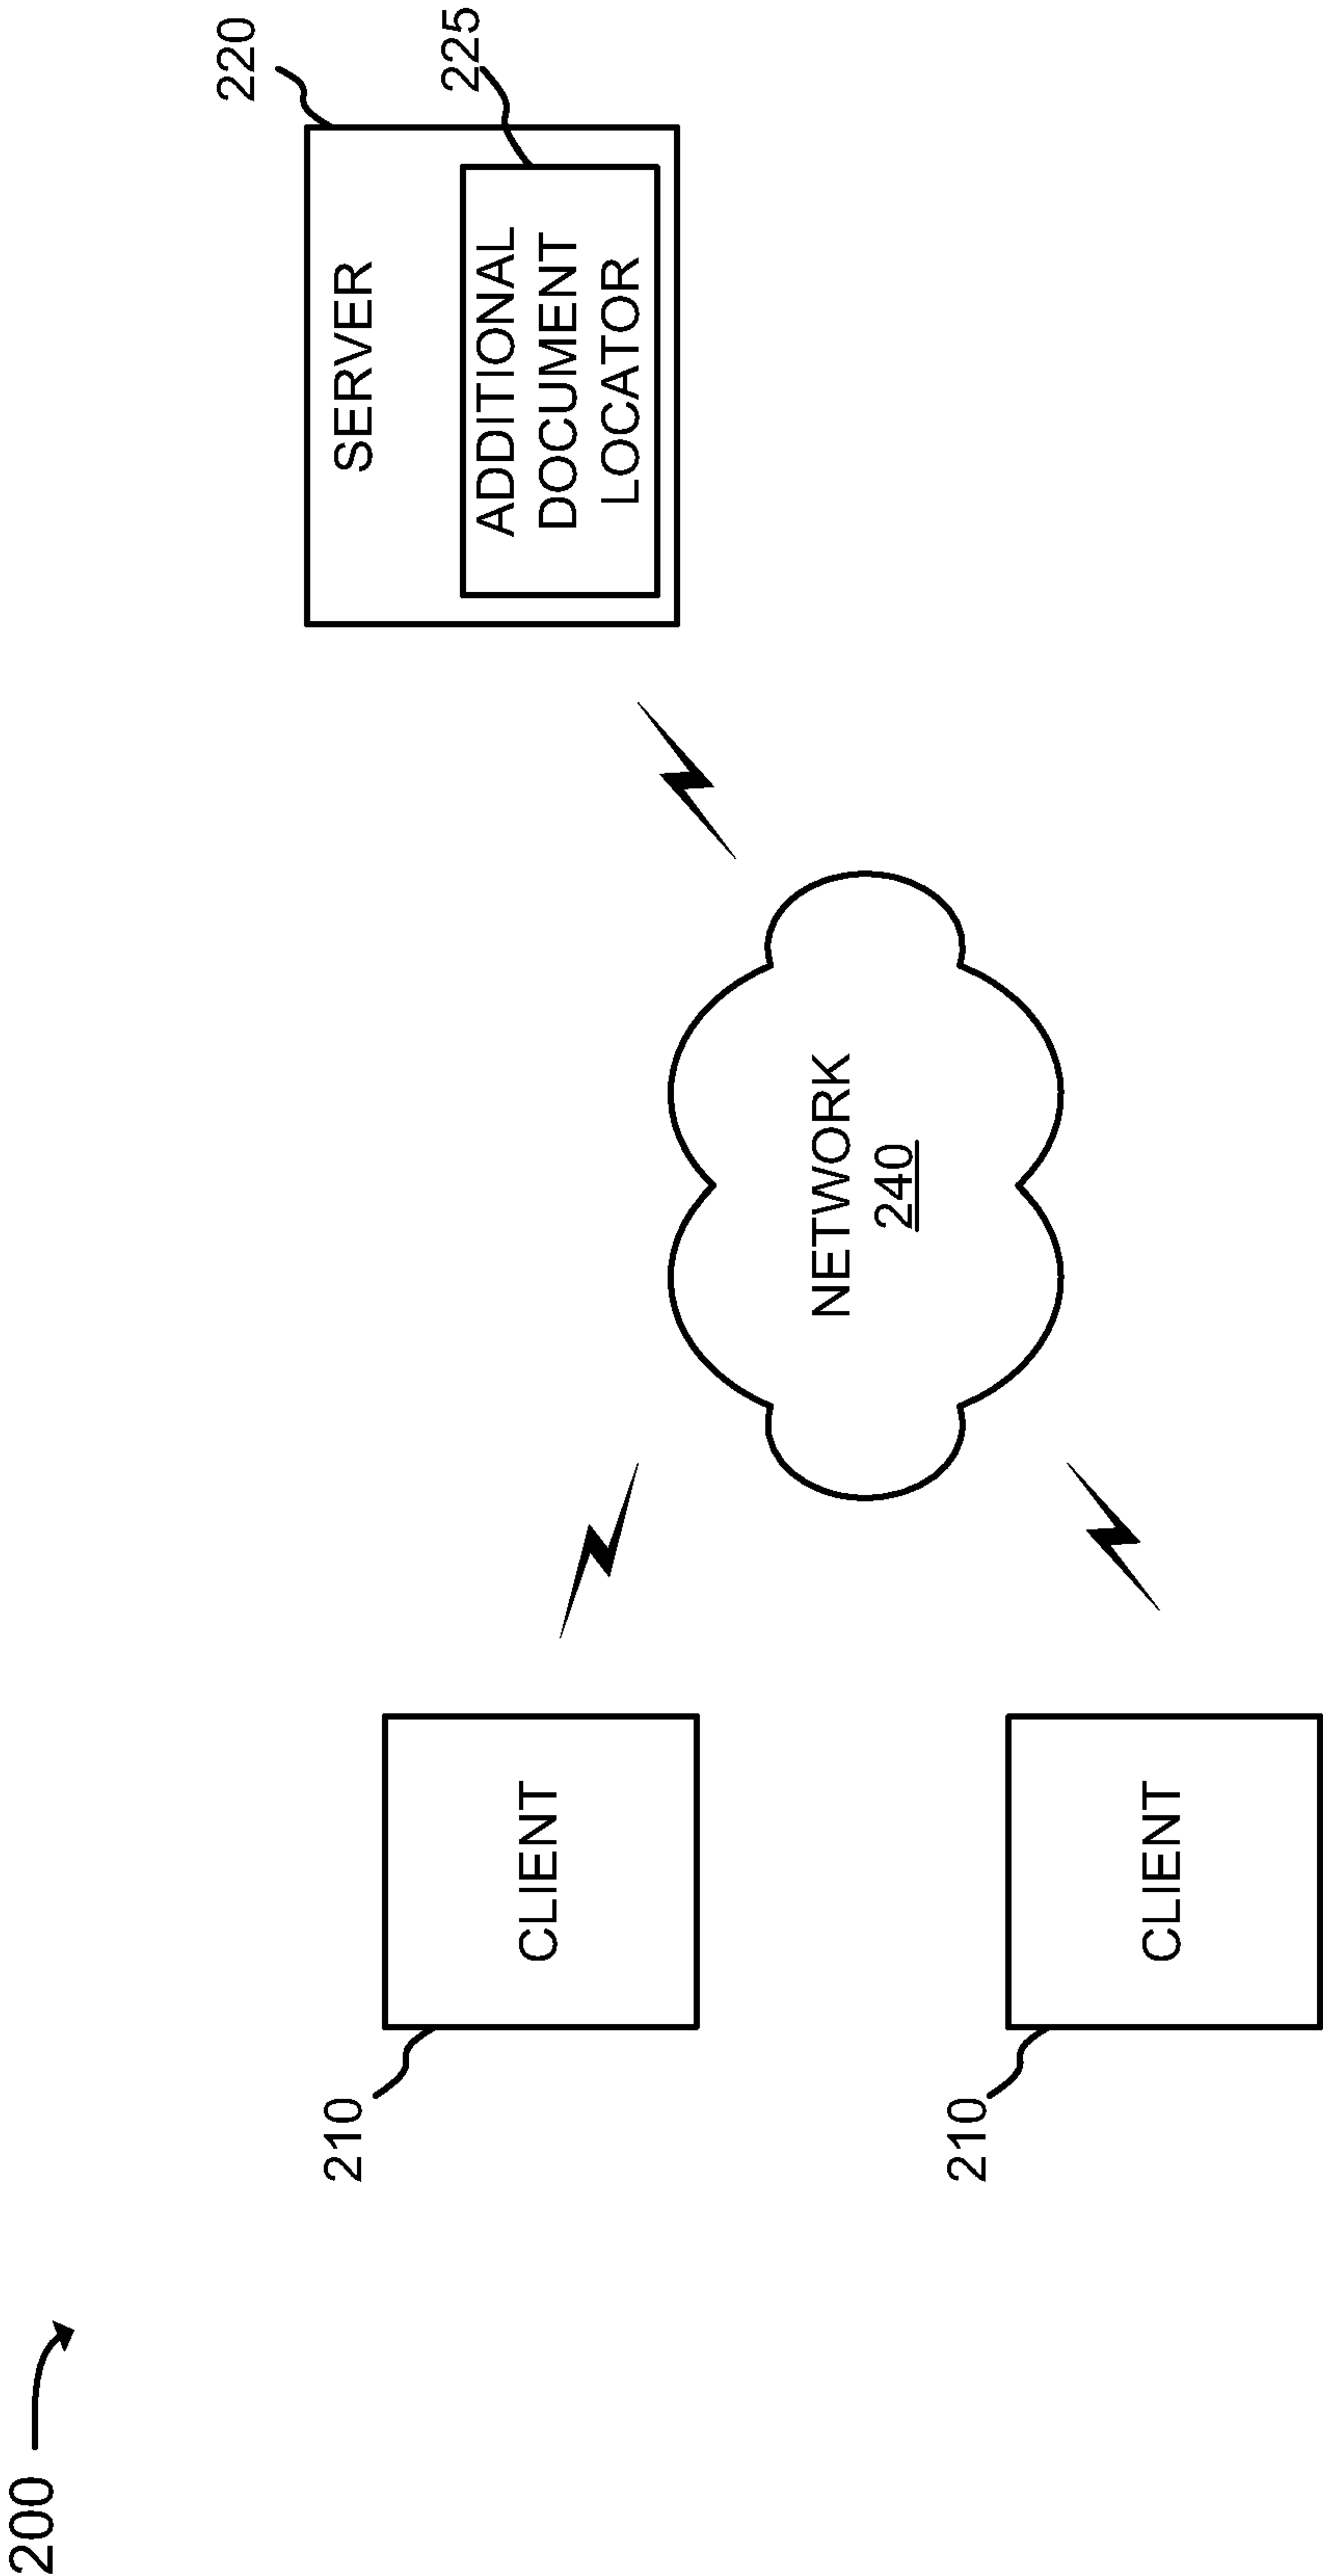 200
210
CLIENT
210
CLIENT
NETWORK
240
220
SERVER
225
ADDITIONAL
DOCUMENT
LOCATOR